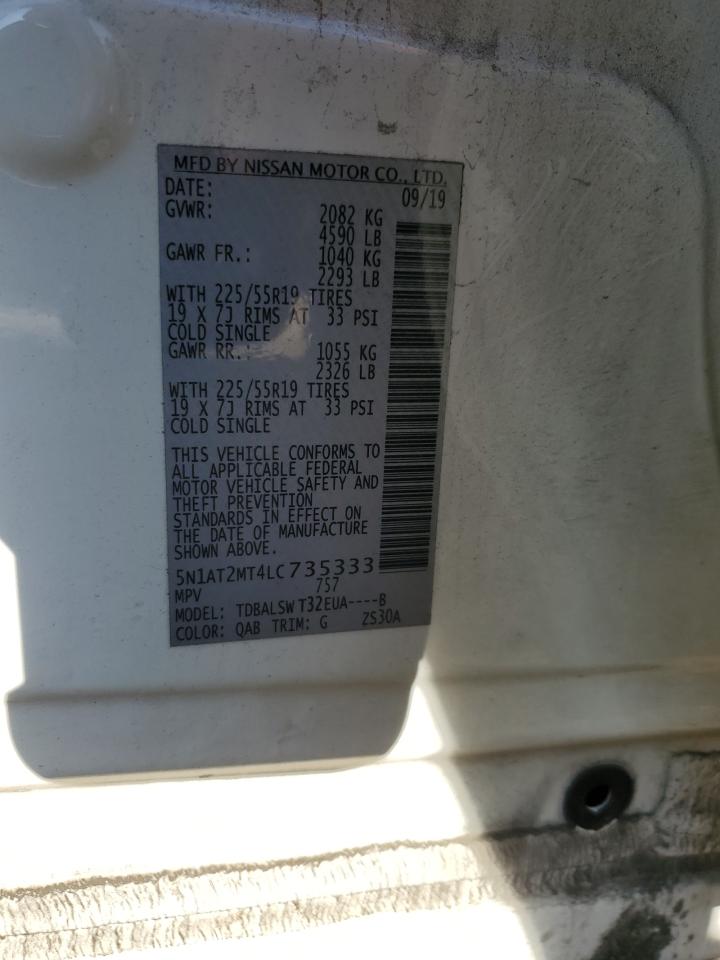 MFD BY NISSAN MOTOR CO., LTD.
DATE: 09/19
GVWR: 2082 KG
4590 LB
GAWR FR.: 1040 KG
2293 LB
WITH 225/55R19 TIRES
19 X 7J RIMS AT 33 PSI
COLD SINGLE
GAWR RR.: 1055 KG
2326 LB
WITH 225/55R19 TIRES
19 X 7J RIMS AT 33 PSI
COLD SINGLE
THIS VEHICLE CONFORMS TO
ALL APPLICABLE FEDERAL
MOTOR VEHICLE SAFETY AND
THEFT PREVENTION
STANDARDS IN EFFECT ON
THE DATE OF MANUFACTURE
SHOWN ABOVE.
5N1AT2MT4LC735333
MPV 757
MODEL: TDBALSW T32EUA----B
COLOR: QAB TRIM: G ZS30A